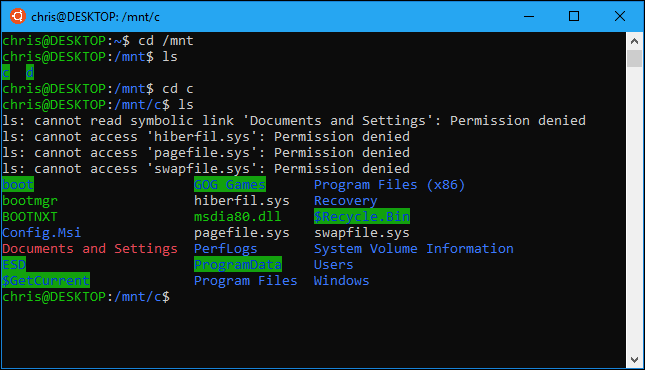 chris@DESKTOP: /mnt/c
chris@DESKTOP:~$ cd /mnt
chris@DESKTOP:/mnt$ ls
c d
chris@DESKTOP:/mnt$ cd c
chris@DESKTOP:/mnt/c$ ls
ls: cannot read symbolic link 'Documents and Settings': Permission denied
ls: cannot access 'hiberfil.sys': Permission denied
ls: cannot access 'pagefile.sys': Permission denied
ls: cannot access 'swapfile.sys': Permission denied
boot GOG Games Program Files (x86)
bootmgr hiberfil.sys Recovery
BOOTNXT msdia80.dll $Recycle.Bin
Config.Msi pagefile.sys swapfile.sys
Documents and Settings PerfLogs System Volume Information
ESD ProgramData Users
$GetCurrent Program Files Windows
chris@DESKTOP:/mnt/c$